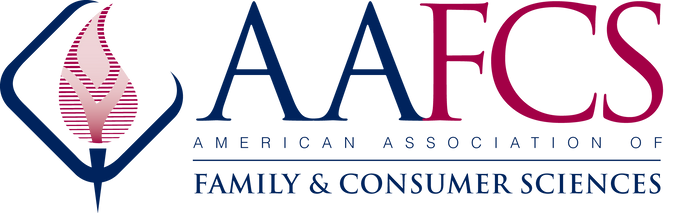 AAFCS
AMERICAN ASSOCIATION OF
FAMILY & CONSUMER SCIENCES